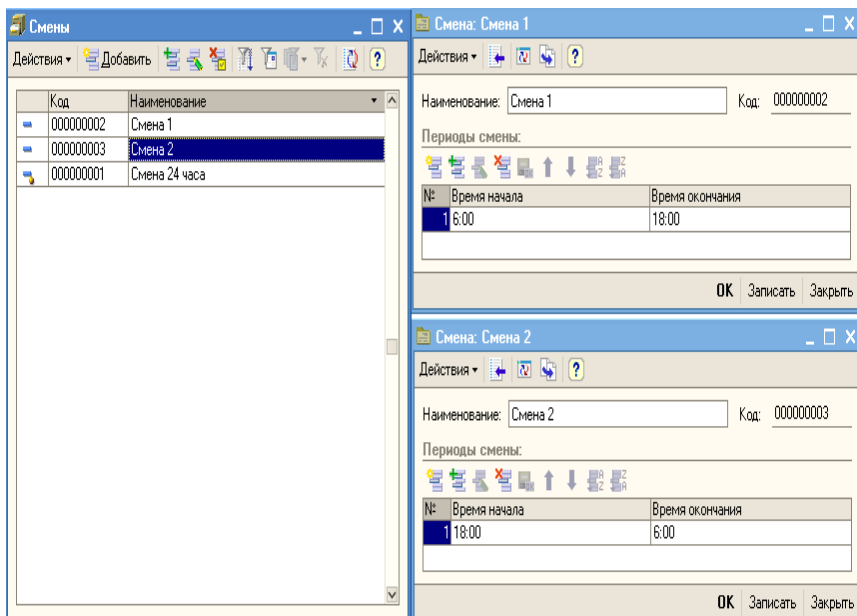 Смены
Действия Добавить
Код Наименование
000000002 Смена 1
000000003 Смена 2
000000001 Смена 24 часа
Смена: Смена 1
Действия
Наименование: Смена 1 Код: 000000002
Периоды смены:
№ Время начала Время окончания
1 6:00 18:00
OK Записать Закрыть
Смена: Смена 2
Действия
Наименование: Смена 2 Код: 000000003
Периоды смены:
№ Время начала Время окончания
1 18:00 6:00
OK Записать Закрыть